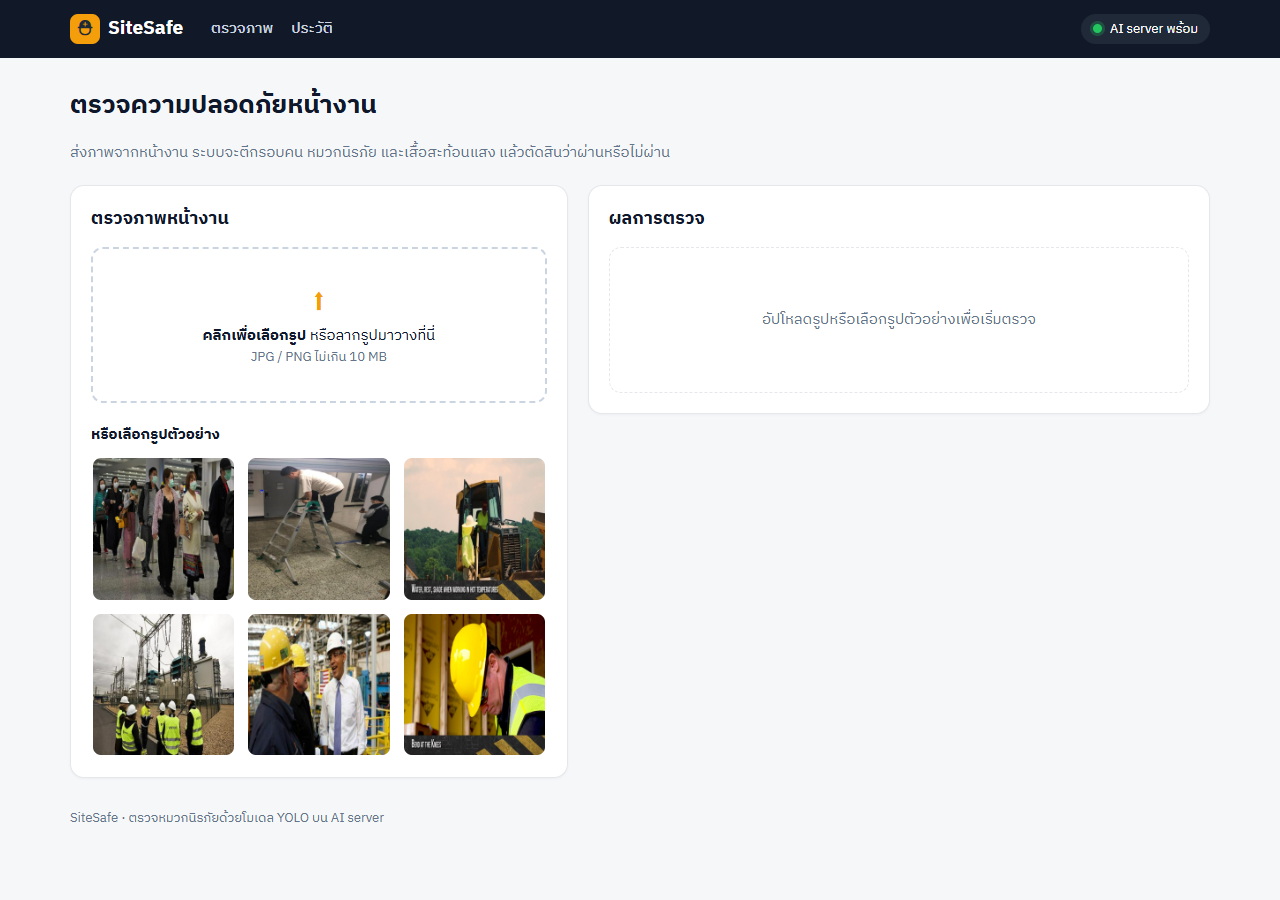 SiteSafe
ตรวจภาพ
ประวัติ
AI server พร้อม
ตรวจความปลอดภัยหน้างาน
ส่งภาพจากหน้างาน ระบบจะตีกรอบคน หมวกนิรภัย และเสื้อสะท้อนแสง แล้วตัดสินว่าผ่านหรือไม่ผ่าน
ตรวจภาพหน้างาน
คลิกเพื่อเลือกรูป หรือลากรูปมาวางที่นี่
JPG / PNG ไม่เกิน 10 MB
หรือเลือกรูปตัวอย่าง
WATER, REST, SHADE WHEN WORKING IN HOT TEMPERATURES
BEND AT THE KNEES
ผลการตรวจ
อัปโหลดรูปหรือเลือกรูปตัวอย่างเพื่อเริ่มตรวจ
SiteSafe · ตรวจหมวกนิรภัยด้วยโมเดล YOLO บน AI server